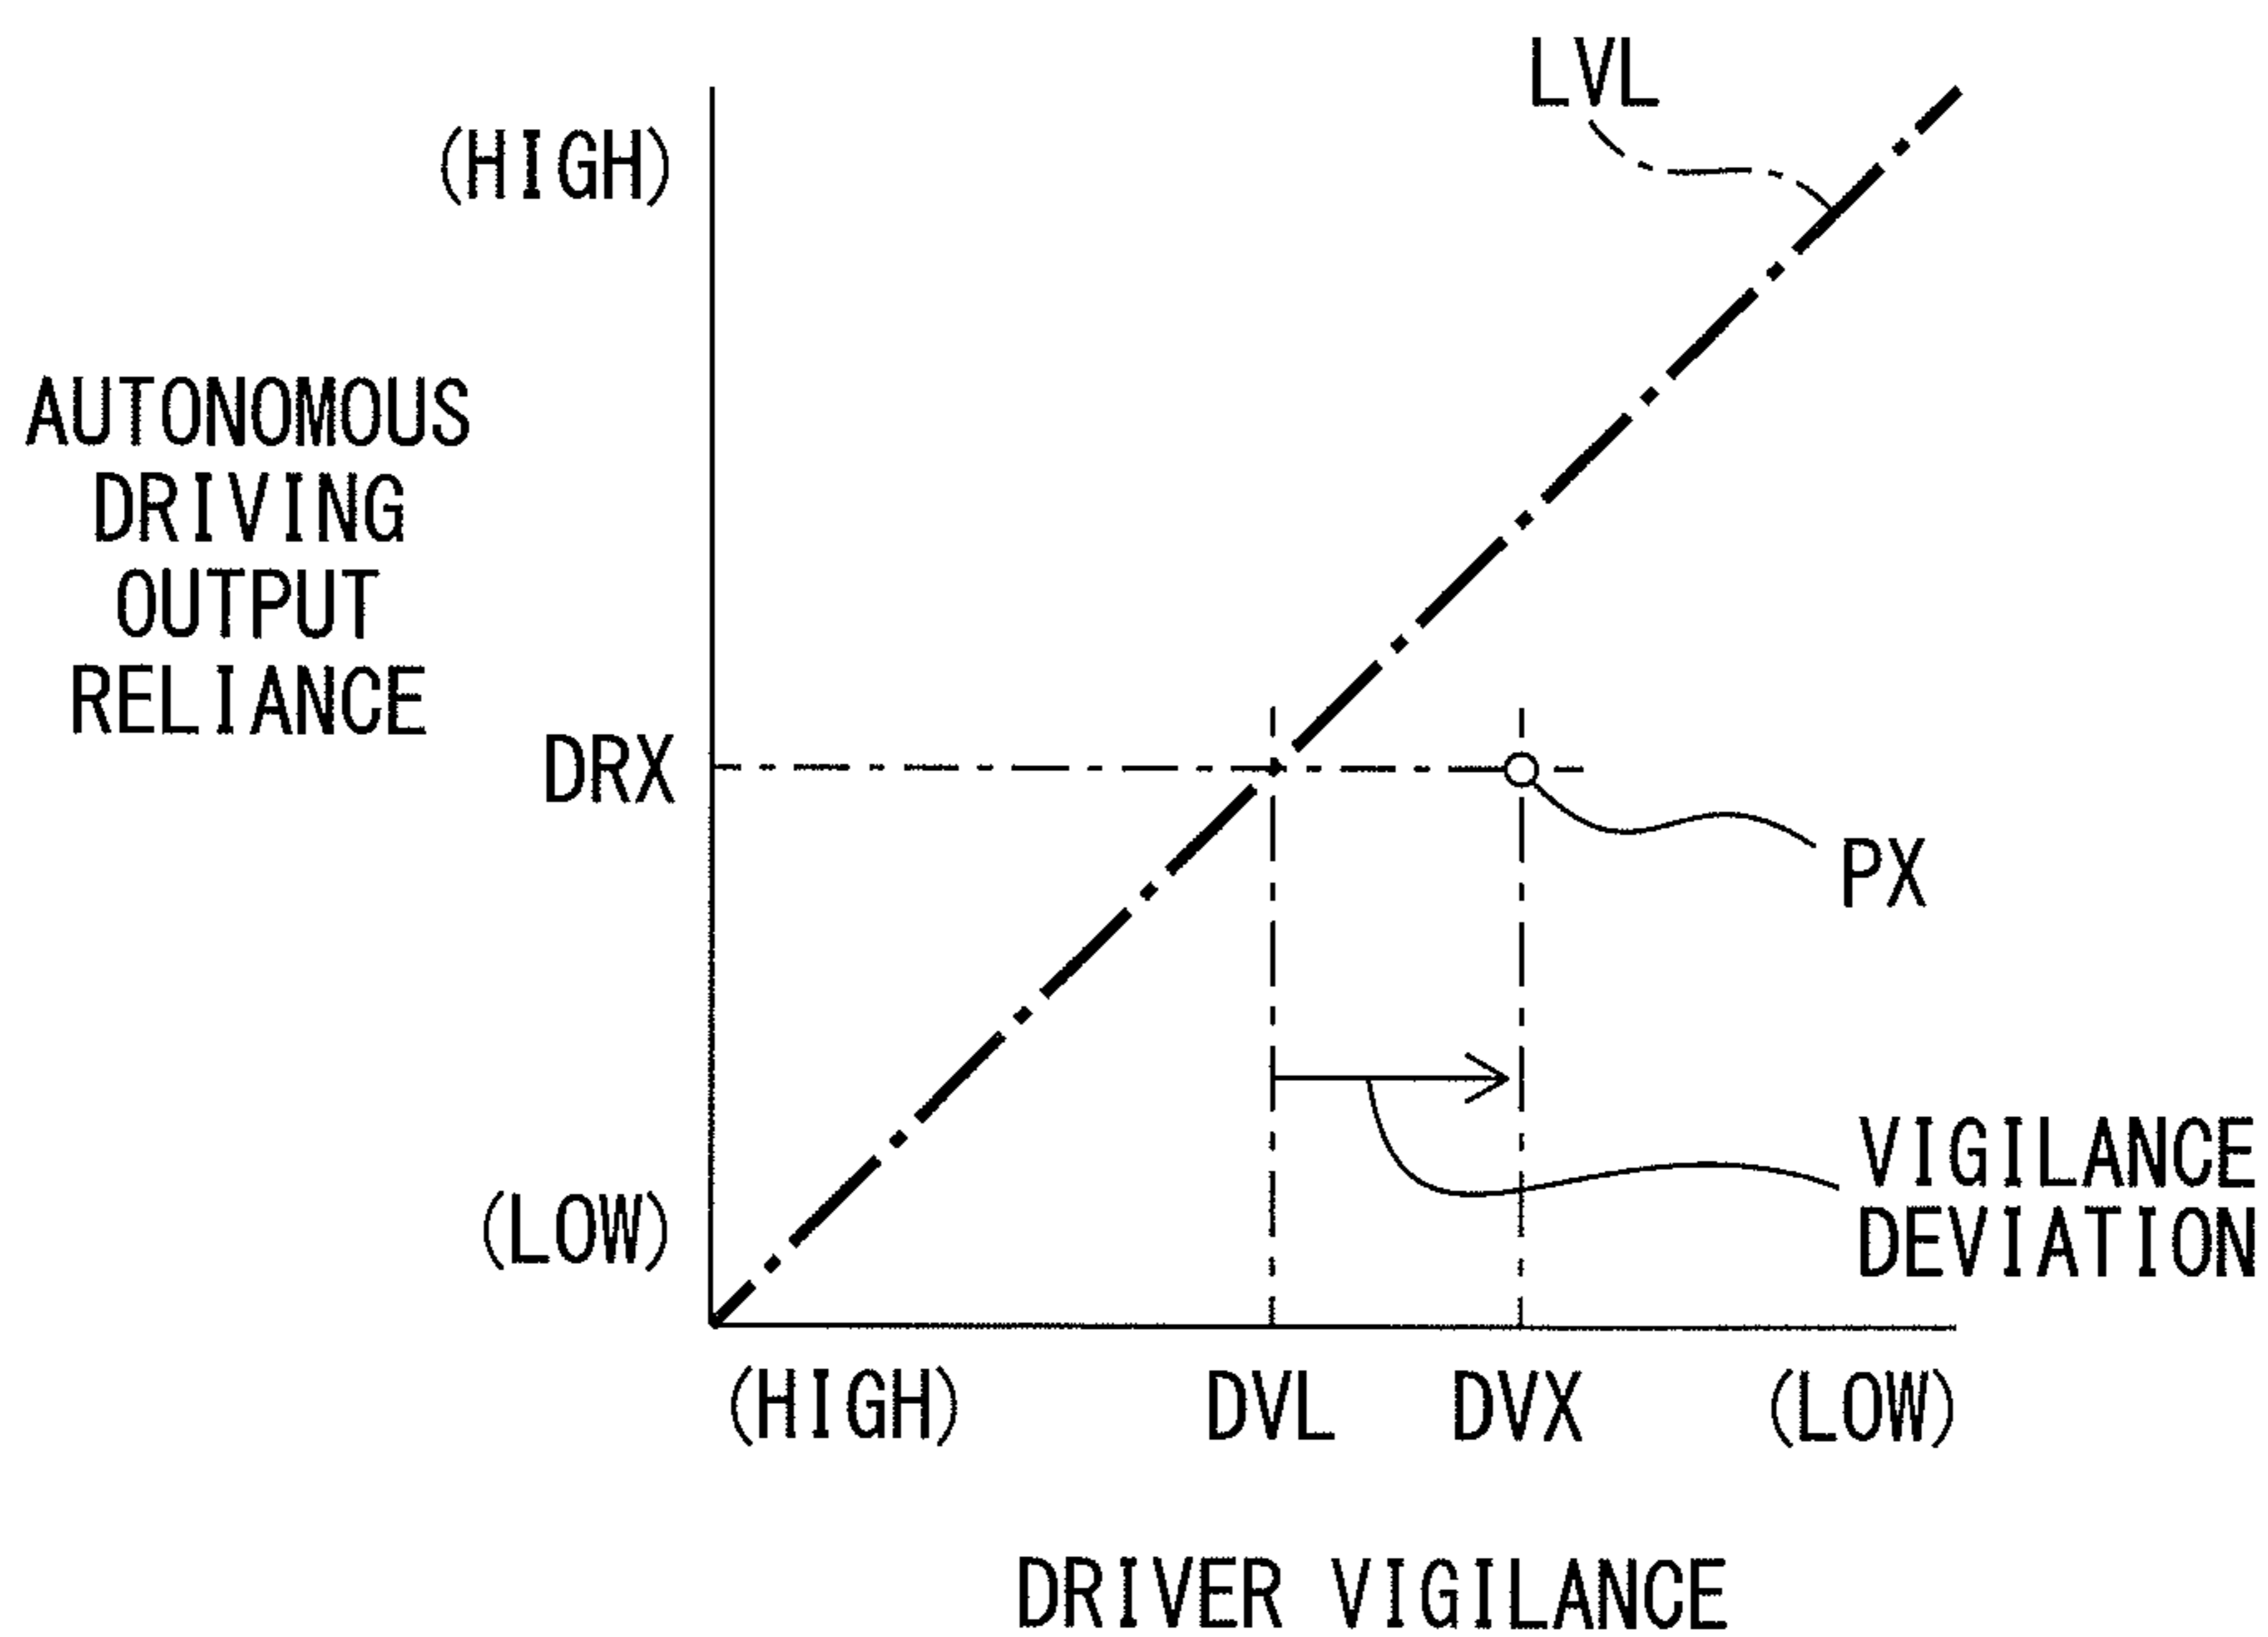 LVL
(HIGH)
AUTONOMOUS
DRIVING
OUTPUT
RELIANCE
DRX
PX
(LOW)
VIGILANCE
DEVIATION
(HIGH)
DVL
DVX
(LOW)
DRIVER VIGILANCE